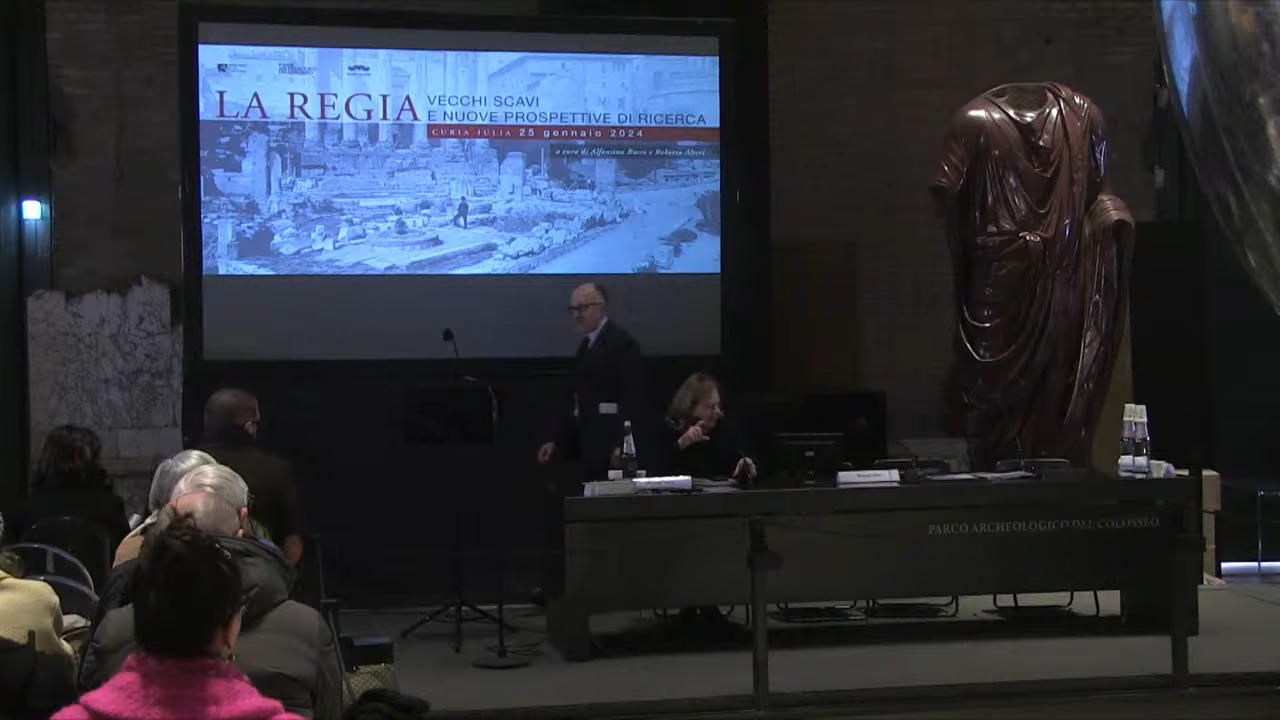 LA REGIA
VECCHI SCAVI
E NUOVE PROSPETTIVE DI RICERCA
CURIA IULIA 25 gennaio 2024
a cura di Alfonsina Russo e Roberta Alteri
PARCO ARCHEOLOGICO DEL COLOSSEO